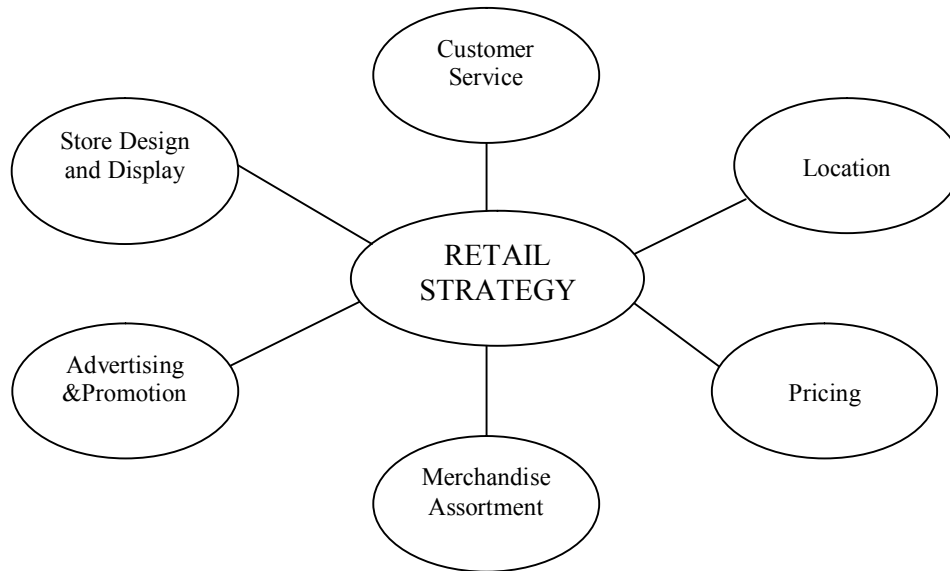 Customer
Service
Store Design
and Display
Location
RETAIL
STRATEGY
Advertising
&Promotion
Pricing
Merchandise
Assortment